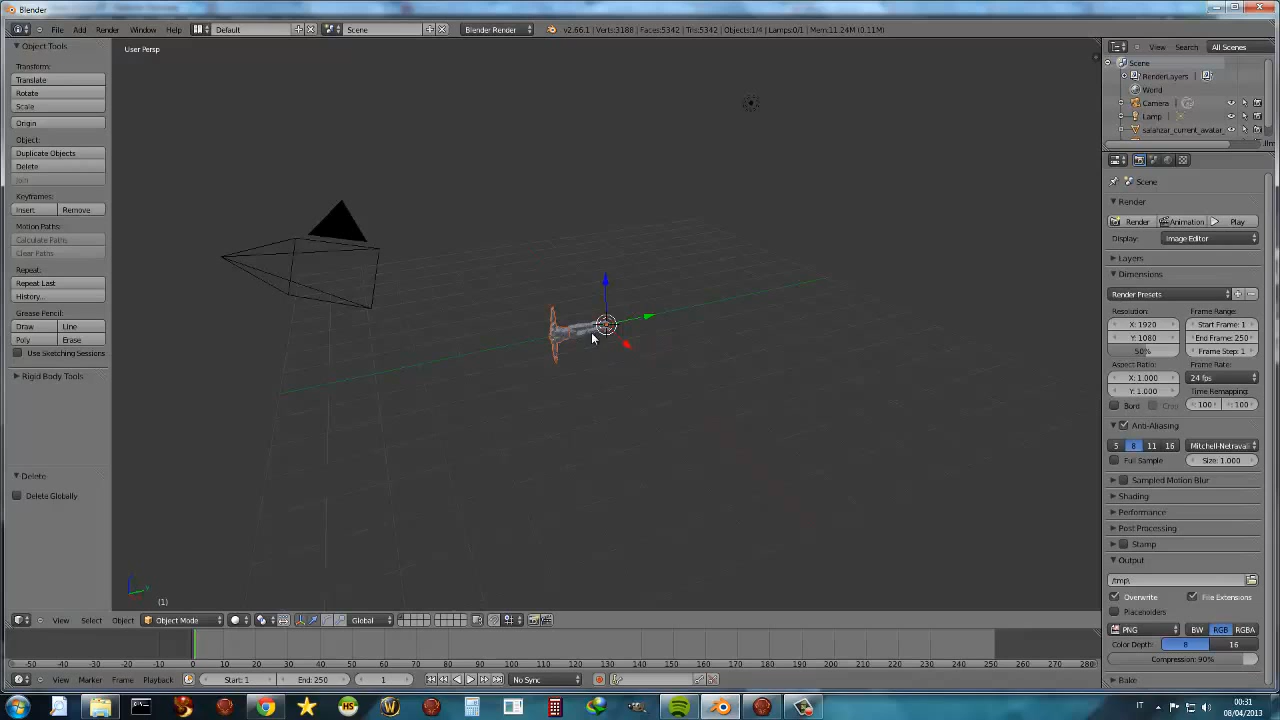 Blender
File Add Render Window Help Default Scene Blender Render v2.66.1 | Verts:3188 | Faces:5342 | Tris:5342 | Objects:1/4 | Lamps:0/1 | Mem:11.24M (0.11M)
Object Tools
Transform:
Translate
Rotate
Scale
Origin
Object:
Duplicate Objects
Delete
Join
Keyframes:
Insert Remove
Motion Paths:
Calculate Paths
Clear Paths
Repeat:
Repeat Last
History...
Grease Pencil:
Draw Line
Poly Erase
Use Sketching Sessions
Rigid Body Tools
Delete
Delete Globally
User Persp
(1)
View Search All Scenes
Scene
RenderLayers
World
Camera
Lamp
salahzar_current_avatar_
Scene
Render
Render Animation Play
Display: Image Editor
Layers
Dimensions
Render Presets
Resolution: Frame Range:
X: 1920 Start Frame: 1
Y: 1080 End Frame: 250
50% Frame Step: 1
Aspect Ratio: Frame Rate:
X: 1.000 24 fps
Y: 1.000 Time Remapping:
Bord Crop : 100 : 100
Anti-Aliasing
5 8 11 16 Mitchell-Netravali
Full Sample Size: 1.000
Sampled Motion Blur
Shading
Performance
Post Processing
Stamp
Output
/tmp\
Overwrite File Extensions
Placeholders
PNG BW RGB RGBA
Color Depth: 8 16
Compression: 90%
Bake
View Select Object Object Mode Global
-50 -40 -30 -20 -10 0 10 20 30 40 50 60 70 80 90 100 110 120 130 140 150 160 170 180 190 200 210 220 230 240 250 260 270 280
View Marker Frame Playback Start: 1 End: 250 1 No Sync
IT 00:31
08/04/2013